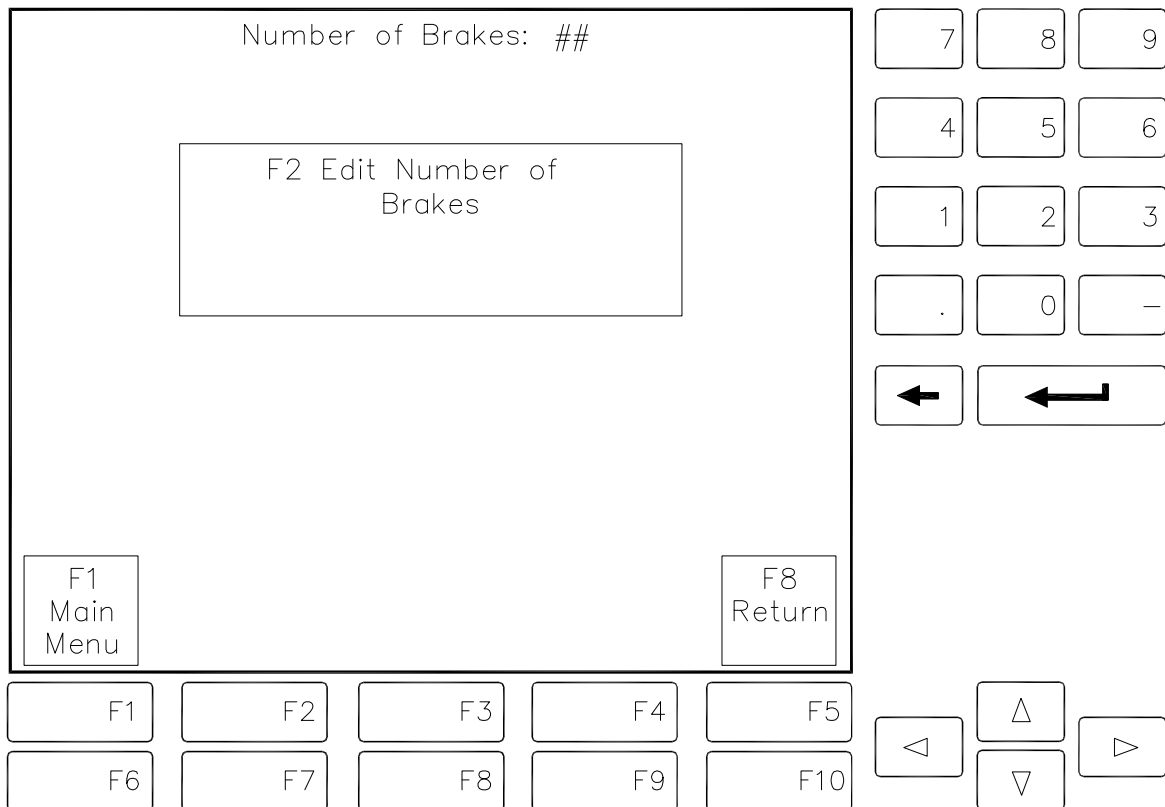 Number of Brakes: ##
F2 Edit Number of
Brakes
F1
Main
Menu
F8
Return
7 8 9
4 5 6
1 2 3
. 0 −
F1 F2 F3 F4 F5
F6 F7 F8 F9 F10